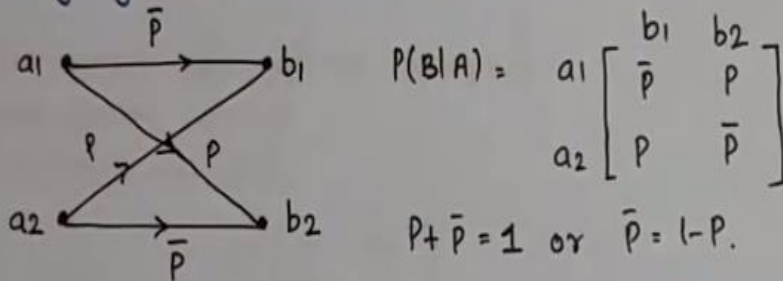 P̄
a1 b1
P P
a2 b2
P̄
P(B|A) =
b1 b2
a1 [ P̄ P ]
a2 [ P P̄ ]
P + P̄ = 1 or P̄ = 1-P.